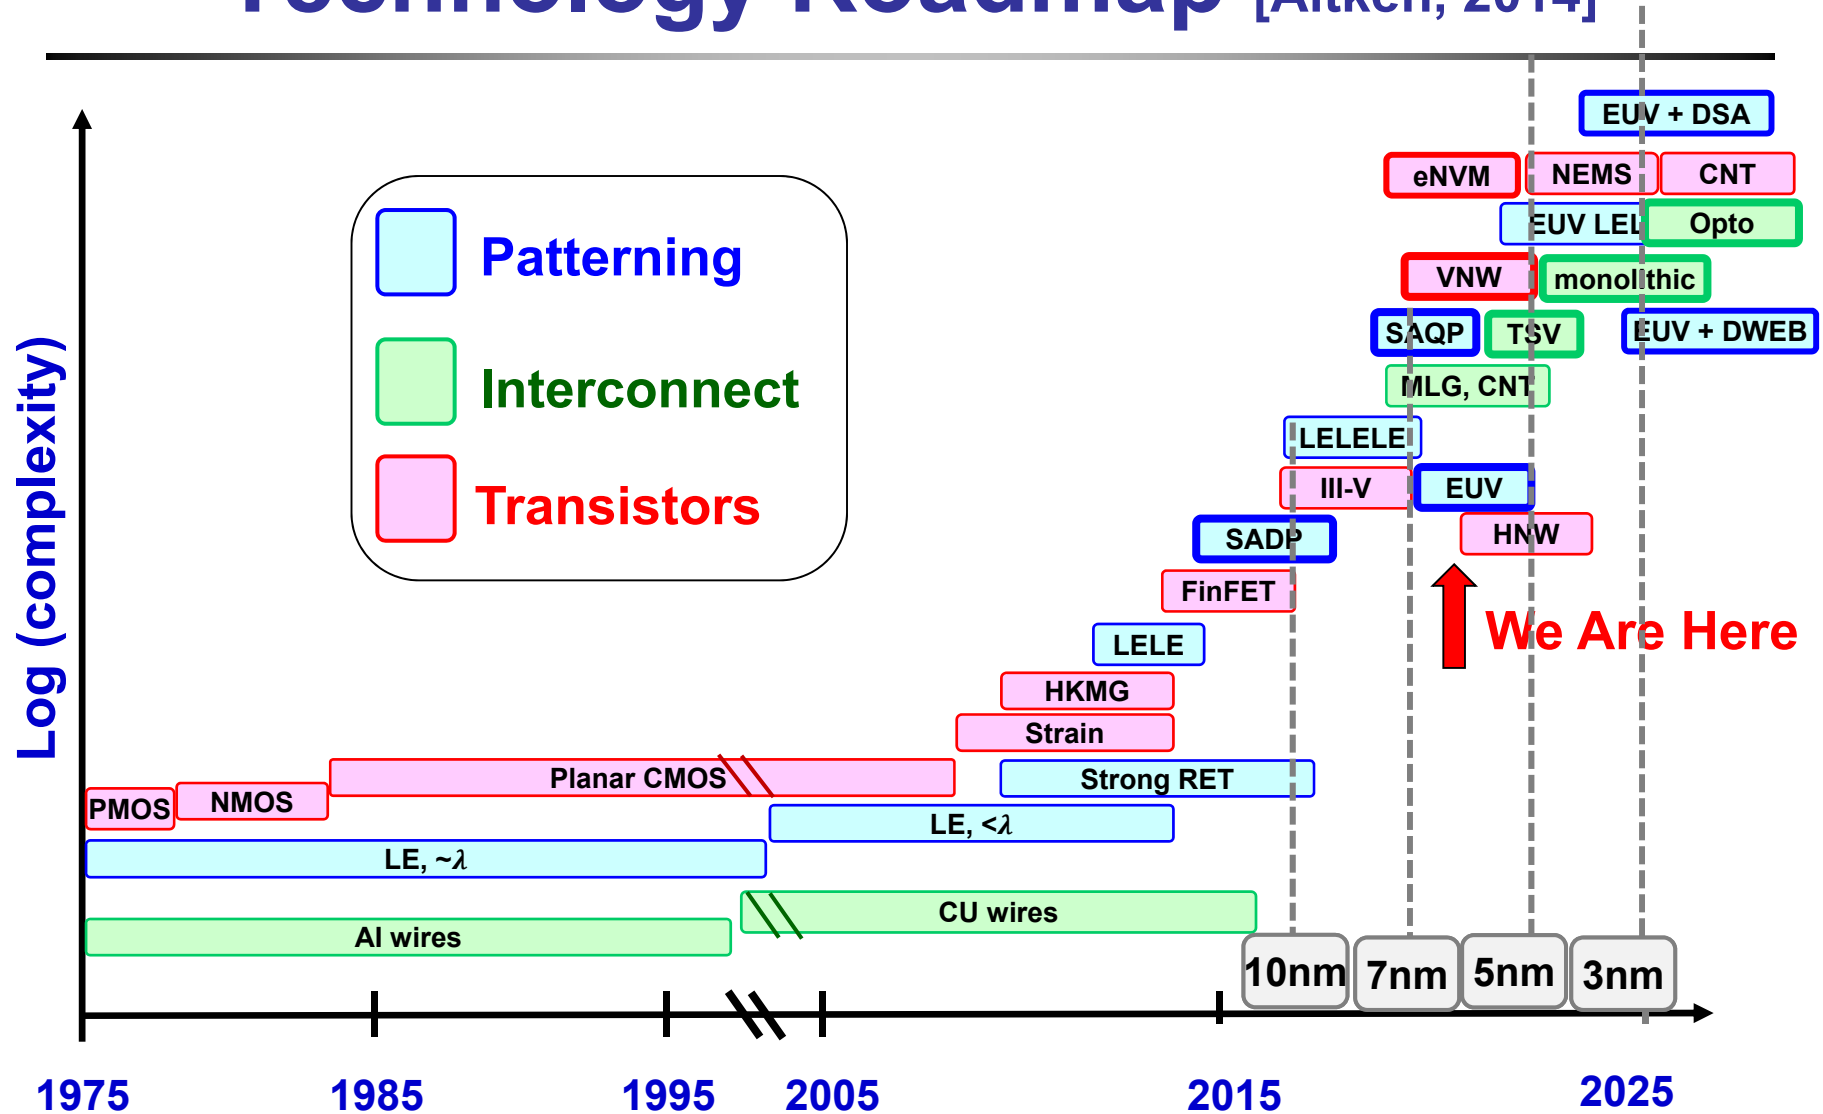 Technology Roadmap [Aitken, 2014]
EUV + DSA
eNVM
NEMS
CNT
EUV LEL
Opto
VNW
monolithic
SAQP
TSV
EUV + DWEB
MLG, CNT
LELELE
III-V
EUV
SADP
HNW
FinFET
We Are Here
LELE
HKMG
Strain
Planar CMOS
Strong RET
PMOS
NMOS
LE, <λ
LE, ~λ
CU wires
Al wires
Patterning
Interconnect
Transistors
Log (complexity)
10nm
7nm
5nm
3nm
1975
1985
1995
2005
2015
2025